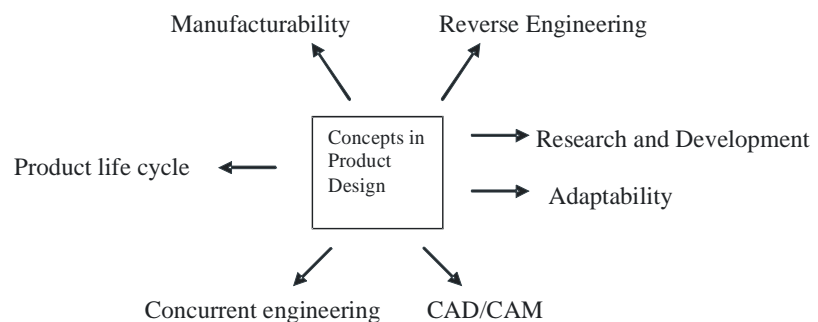 Manufacturability
Reverse Engineering
Concepts in
Product
Design
Research and Development
Product life cycle
Adaptability
Concurrent engineering
CAD/CAM